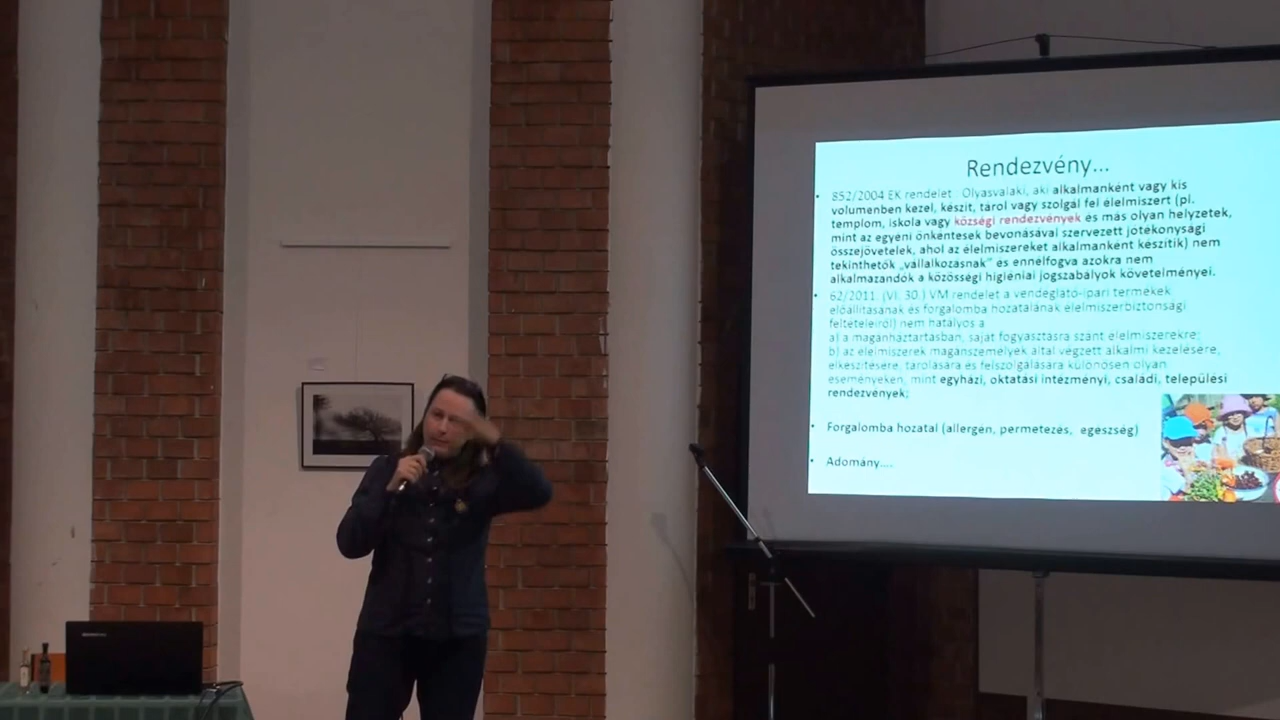 Rendezvény...
• 852/2004 EK rendelet. Olyasvalaki, aki alkalmanként vagy kis
volumenben kezel, készít, tárol vagy szolgál fel élelmiszert (pl.
templom, iskola vagy községi rendezvények és más olyan helyzetek,
mint az egyéni önkéntesek bevonásával szervezett jótékonysági
összejövetelek, ahol az élelmiszereket alkalmanként készítik) nem
tekinthetők „vállalkozásnak” és ennélfogva azokra nem
alkalmazandók a közösségi higiéniai jogszabályok követelményei.
• 62/2011. (VI. 30.) VM rendelet a vendéglátó-ipari termékek
előállításának és forgalomba hozatalának élelmiszerbiztonsági
feltételeiről) nem hatályos a
a) a magánháztartásban, saját fogyasztásra szánt élelmiszerekre;
b) az élelmiszerek magánszemélyek által végzett alkalmi kezelésére,
elkészítésére, tárolására és felszolgálására különösen olyan
eseményeken, mint egyházi, oktatási intézményi, családi, települési
rendezvények;
• Forgalomba hozatal (allergén, permetezés, egészség)
• Adomány....